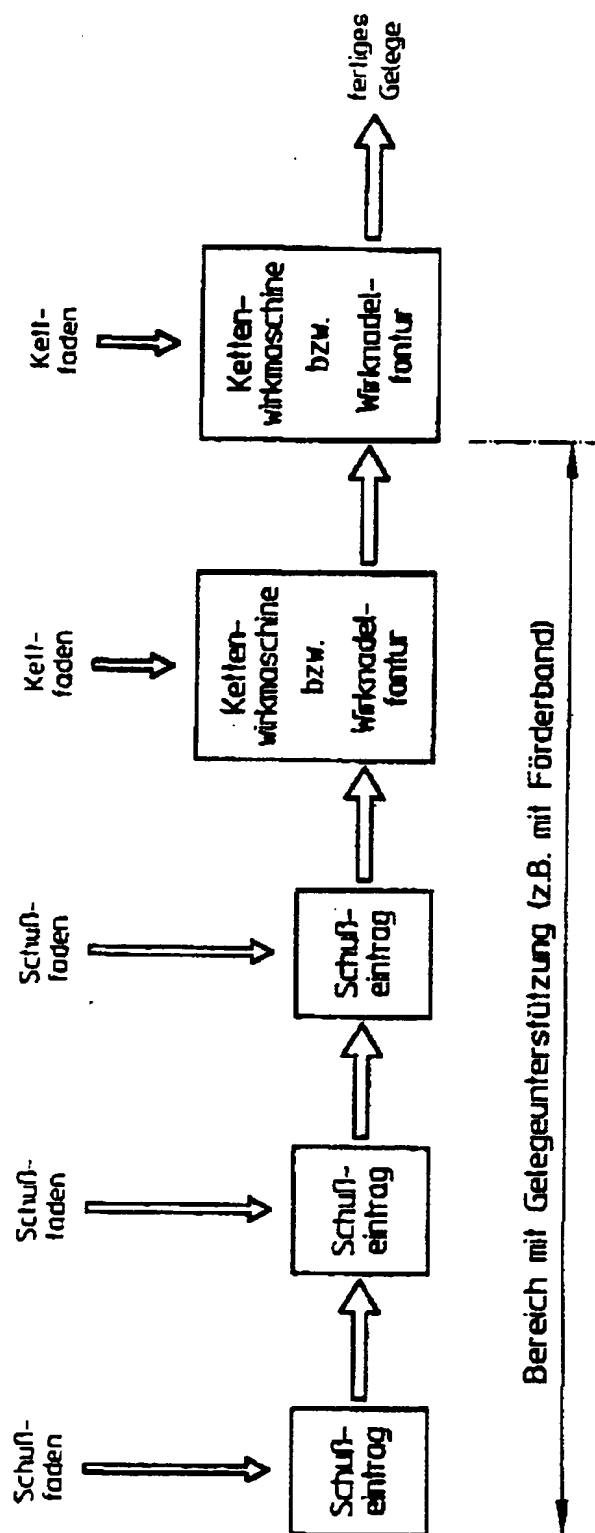 Schuß-
faden
Schuß-
faden
Schuß-
faden
Kett-
faden
Kett-
faden
Schuß-
eintrag
Schuß-
eintrag
Schuß-
eintrag
Ketten-
wirkmaschine
bzw.
Wirknadel-
fontur
Ketten-
wirkmaschine
bzw.
Wirknadel-
fontur
fertiges
Gelege
Bereich mit Gelegeunterstützung (z.B. mit Förderband)